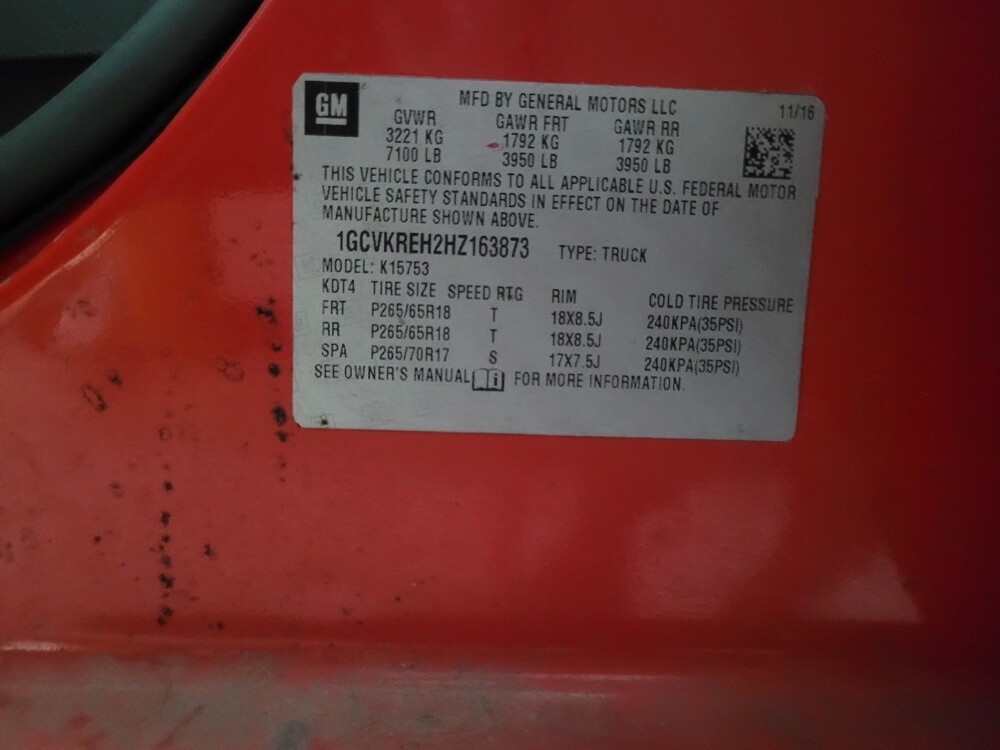 GM
MFD BY GENERAL MOTORS LLC 11/16
GVWR GAWR FRT GAWR RR
3221 KG 1792 KG 1792 KG
7100 LB 3950 LB 3950 LB
THIS VEHICLE CONFORMS TO ALL APPLICABLE U.S. FEDERAL MOTOR
VEHICLE SAFETY STANDARDS IN EFFECT ON THE DATE OF
MANUFACTURE SHOWN ABOVE.
1GCVKREH2HZ163873 TYPE: TRUCK
MODEL: K15753
KDT4 TIRE SIZE SPEED RTG RIM COLD TIRE PRESSURE
FRT P265/65R18 T 18X8.5J 240KPA(35PSI)
RR P265/65R18 T 18X8.5J 240KPA(35PSI)
SPA P265/70R17 S 17X7.5J 240KPA(35PSI)
SEE OWNER'S MANUAL i FOR MORE INFORMATION.